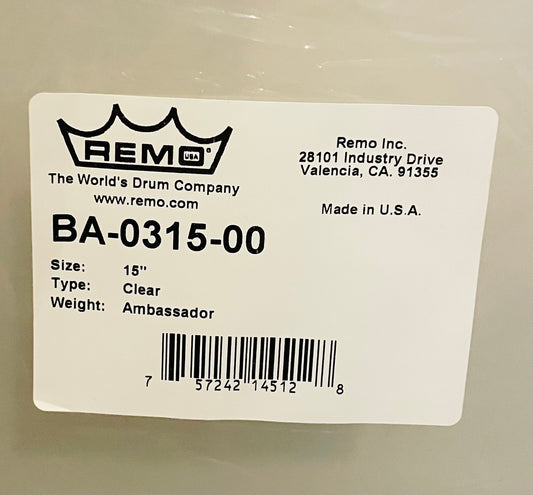 REMO USA
The World's Drum Company
www.remo.com
Remo Inc.
28101 Industry Drive
Valencia, CA. 91355
Made in U.S.A.
BA-0315-00
Size: 15"
Type: Clear
Weight: Ambassador
7 57242 14512 8